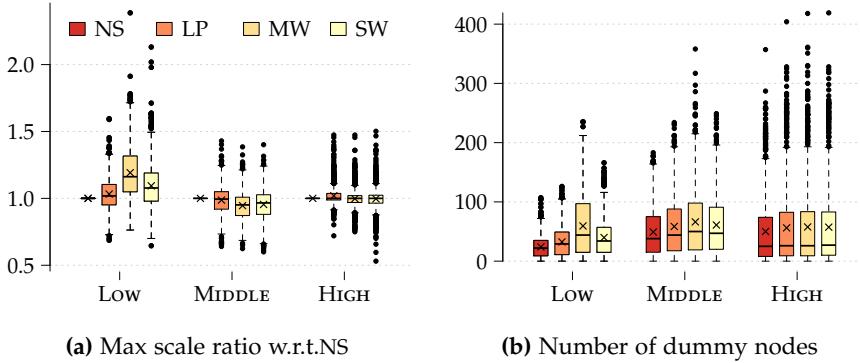 NS LP MW SW
2.0
1.5
1.0
0.5
LOW MIDDLE HIGH
(a) Max scale ratio w.r.t.NS
400
300
200
100
0
LOW MIDDLE HIGH
(b) Number of dummy nodes